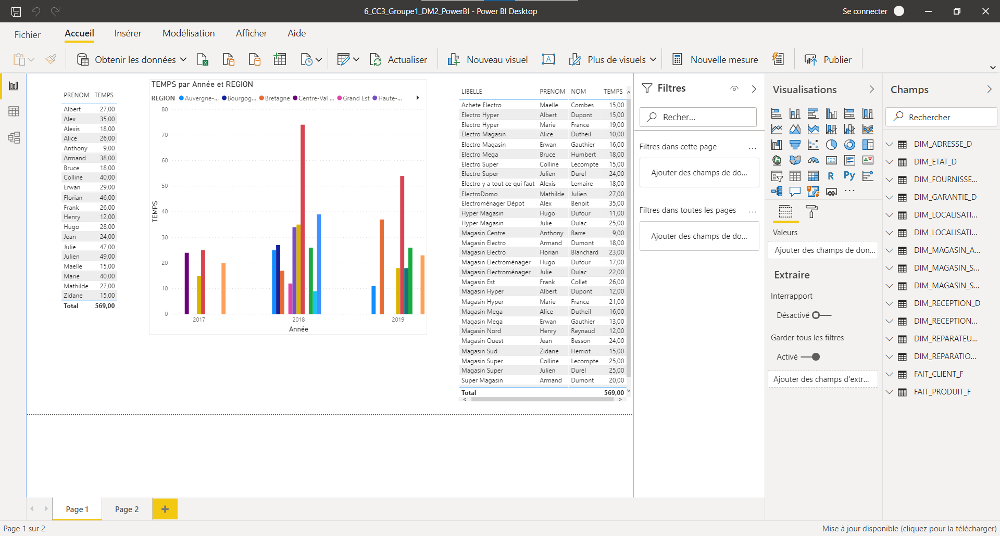 6_CC3_Groupe1_DM2_PowerBI - Power BI Desktop
Se connecter
Fichier Accueil Insérer Modélisation Afficher Aide
Obtenir les données Actualiser Nouveau visuel Plus de visuels Nouvelle mesure Publier
PRENOM TEMPS
Albert 27,00
Alex 35,00
Alexis 18,00
Alice 26,00
Anthony 9,00
Armand 38,00
Bruce 18,00
Colline 40,00
Erwan 29,00
Florian 46,00
Frank 26,00
Henry 12,00
Hugo 28,00
Jean 24,00
Julie 47,00
Julien 49,00
Maelle 15,00
Marie 40,00
Mathilde 27,00
Zidane 15,00
Total 569,00
TEMPS par Année et REGION
REGION Auvergne-... Bourgog... Bretagne Centre-Val ... Grand Est Haute-...
80
70
60
50
40
30
20
10
0
TEMPS
2017 2018 2019
Année
LIBELLE PRENOM NOM TEMPS
Achete Electro Maelle Combes 15,00
Electro Hyper Albert Dupont 15,00
Electro Hyper Marie France 19,00
Electro Magasin Alice Dutheil 10,00
Electro Magasin Erwan Gauthier 16,00
Electro Mega Bruce Humbert 18,00
Electro Super Colline Lecompte 15,00
Electro Super Julien Durel 24,00
Electro y a tout ce qui faut Alexis Lemaire 18,00
ElectroDomo Mathilde Julien 27,00
Electroménager Dépot Alex Benoit 35,00
Hyper Magasin Hugo Dufour 11,00
Hyper Magasin Julie Dulac 25,00
Magasin Centre Anthony Barre 9,00
Magasin Electro Armand Dumont 18,00
Magasin Electro Florian Blanchard 23,00
Magasin Electroménager Hugo Dufour 17,00
Magasin Electroménager Julie Dulac 22,00
Magasin Est Frank Collet 26,00
Magasin Hyper Albert Dupont 12,00
Magasin Hyper Marie France 21,00
Magasin Mega Alice Dutheil 16,00
Magasin Mega Erwan Gauthier 13,00
Magasin Nord Henry Reynaud 12,00
Magasin Ouest Jean Besson 24,00
Magasin Sud Zidane Herriot 15,00
Magasin Super Colline Lecompte 25,00
Magasin Super Julien Durel 25,00
Super Magasin Armand Dumont 20,00
Total 569,00
Filtres
Recher...
Filtres dans cette page ...
Ajouter des champs de do...
Filtres dans toutes les pages ...
Ajouter des champs de do...
Visualisations
123
R Py
...
Valeurs
Ajouter des champs de don...
Extraire
Interrapport
Désactivé
Garder tous les filtres
Activé
Ajouter des champs d'extr...
Champs
Rechercher
DIM_ADRESSE_D
DIM_ETAT_D
DIM_FOURNISSE...
DIM_GARANTIE_D
DIM_LOCALISATI...
DIM_LOCALISATI...
DIM_MAGASIN_A...
DIM_MAGASIN_S...
DIM_MAGASIN_S...
DIM_RECEPTION_D
DIM_RECEPTION...
DIM_REPARATEU...
DIM_REPARATIO...
FAIT_CLIENT_F
FAIT_PRODUIT_F
Page 1 Page 2 +
Page 1 sur 2
Mise à jour disponible (cliquez pour la télécharger)